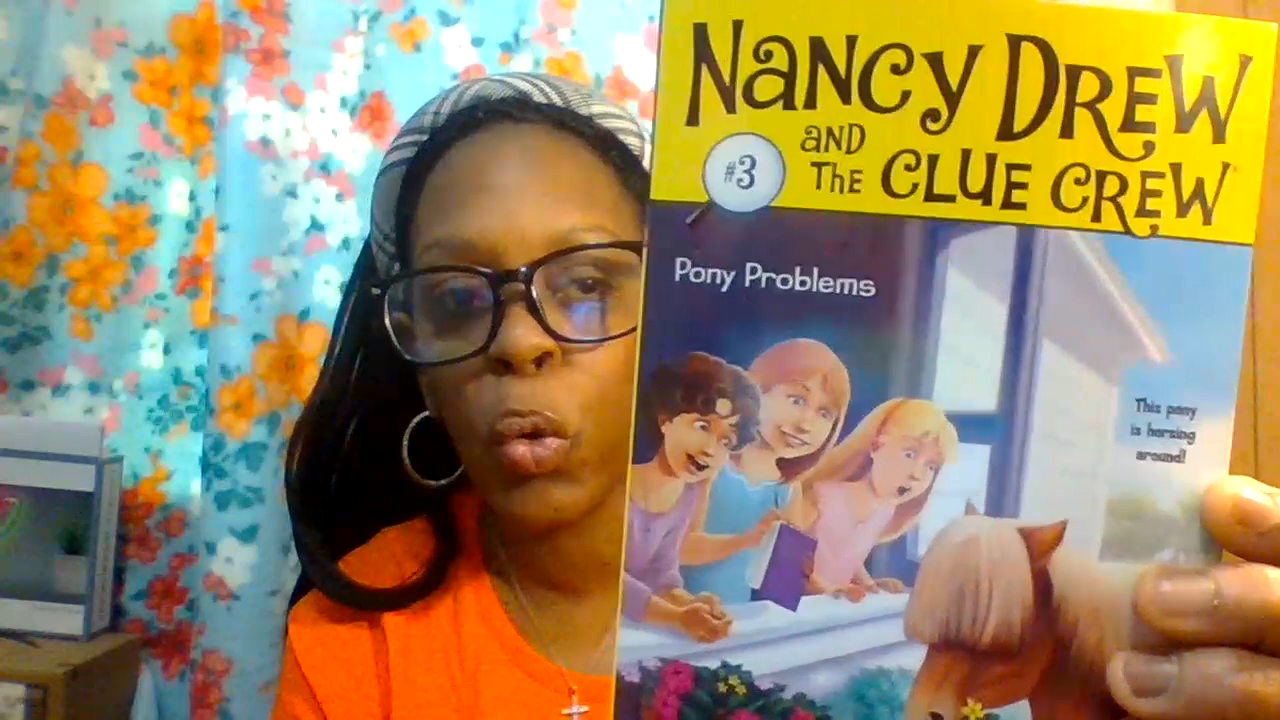 NANCY DREW
AND
THE CLUE CREW
#3
Pony Problems
This pony
is horsing
around!